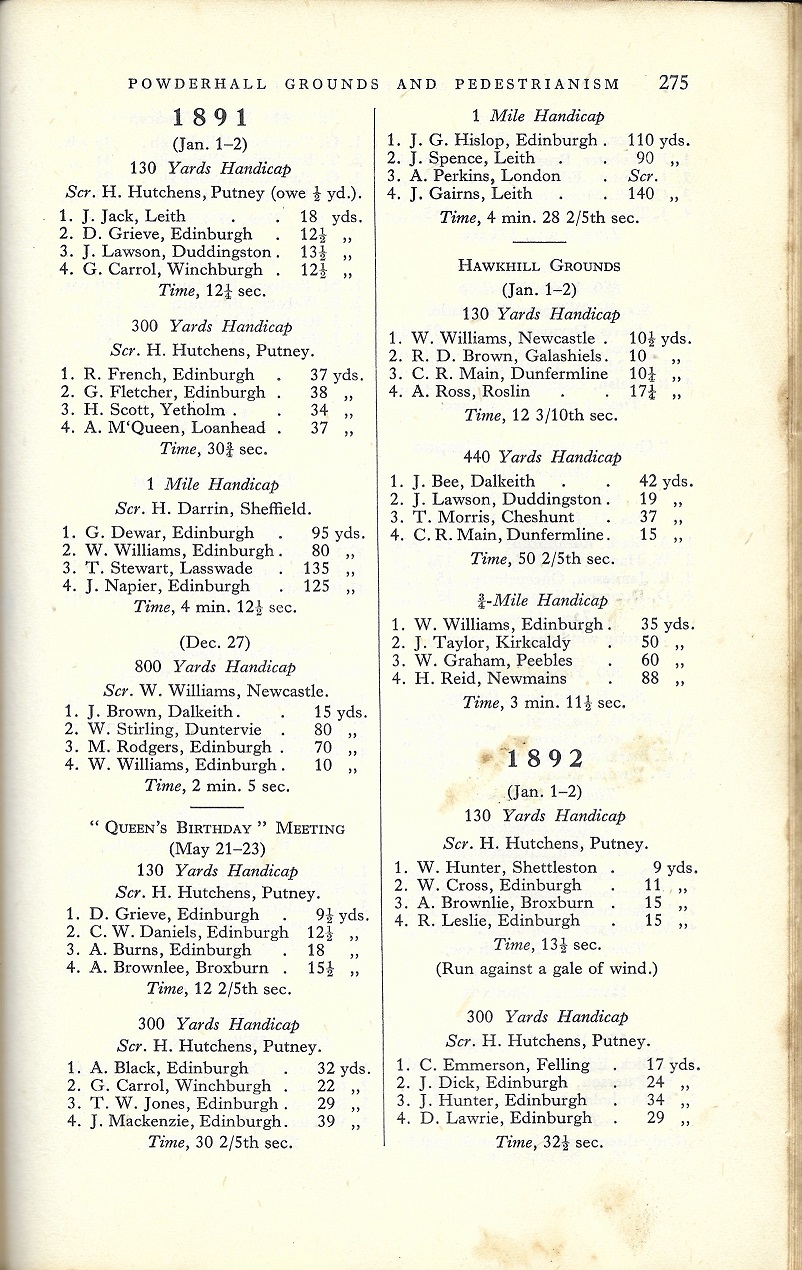 POWDERHALL GROUNDS AND PEDESTRIANISM 275
1891
(Jan. 1–2)
130 Yards Handicap
Scr. H. Hutchens, Putney (owe ½ yd.).
1. J. Jack, Leith . . 18 yds.
2. D. Grieve, Edinburgh . 12½ „
3. J. Lawson, Duddingston . 13½ „
4. G. Carrol, Winchburgh . 12½ „
Time, 12¼ sec.
300 Yards Handicap
Scr. H. Hutchens, Putney.
1. R. French, Edinburgh . 37 yds.
2. G. Fletcher, Edinburgh . 38 „
3. H. Scott, Yetholm . . 34 „
4. A. M‘Queen, Loanhead . 37 „
Time, 30¾ sec.
1 Mile Handicap
Scr. H. Darrin, Sheffield.
1. G. Dewar, Edinburgh . 95 yds.
2. W. Williams, Edinburgh . 80 „
3. T. Stewart, Lasswade . 135 „
4. J. Napier, Edinburgh . 125 „
Time, 4 min. 12½ sec.
(Dec. 27)
800 Yards Handicap
Scr. W. Williams, Newcastle.
1. J. Brown, Dalkeith . . 15 yds.
2. W. Stirling, Duntervie . 80 „
3. M. Rodgers, Edinburgh . 70 „
4. W. Williams, Edinburgh . 10 „
Time, 2 min. 5 sec.
“ Queen's Birthday ” Meeting
(May 21–23)
130 Yards Handicap
Scr. H. Hutchens, Putney.
1. D. Grieve, Edinburgh . 9½ yds.
2. C. W. Daniels, Edinburgh 12½ „
3. A. Burns, Edinburgh . 18 „
4. A. Brownlee, Broxburn . 15½ „
Time, 12 2/5th sec.
300 Yards Handicap
Scr. H. Hutchens, Putney.
1. A. Black, Edinburgh . 32 yds.
2. G. Carrol, Winchburgh . 22 „
3. T. W. Jones, Edinburgh . 29 „
4. J. Mackenzie, Edinburgh . 39 „
Time, 30 2/5th sec.
1 Mile Handicap
1. J. G. Hislop, Edinburgh . 110 yds.
2. J. Spence, Leith . . 90 „
3. A. Perkins, London . Scr.
4. J. Gairns, Leith . . 140 „
Time, 4 min. 28 2/5th sec.
Hawkhill Grounds
(Jan. 1–2)
130 Yards Handicap
1. W. Williams, Newcastle . 10½ yds.
2. R. D. Brown, Galashiels . 10 „
3. C. R. Main, Dunfermline 10¼ „
4. A. Ross, Roslin . . 17¼ „
Time, 12 3/10th sec.
440 Yards Handicap
1. J. Bee, Dalkeith . . 42 yds.
2. J. Lawson, Duddingston . 19 „
3. T. Morris, Cheshunt . 37 „
4. C. R. Main, Dunfermline . 15 „
Time, 50 2/5th sec.
¾-Mile Handicap
1. W. Williams, Edinburgh . 35 yds.
2. J. Taylor, Kirkcaldy . 50 „
3. W. Graham, Peebles . 60 „
4. H. Reid, Newmains . 88 „
Time, 3 min. 11½ sec.
1892
(Jan. 1–2)
130 Yards Handicap
Scr. H. Hutchens, Putney.
1. W. Hunter, Shettleston . 9 yds.
2. W. Cross, Edinburgh . 11 „
3. A. Brownlie, Broxburn . 15 „
4. R. Leslie, Edinburgh . 15 „
Time, 13½ sec.
(Run against a gale of wind.)
300 Yards Handicap
Scr. H. Hutchens, Putney.
1. C. Emmerson, Felling . 17 yds.
2. J. Dick, Edinburgh . 24 „
3. J. Hunter, Edinburgh . 34 „
4. D. Lawrie, Edinburgh . 29 „
Time, 32½ sec.